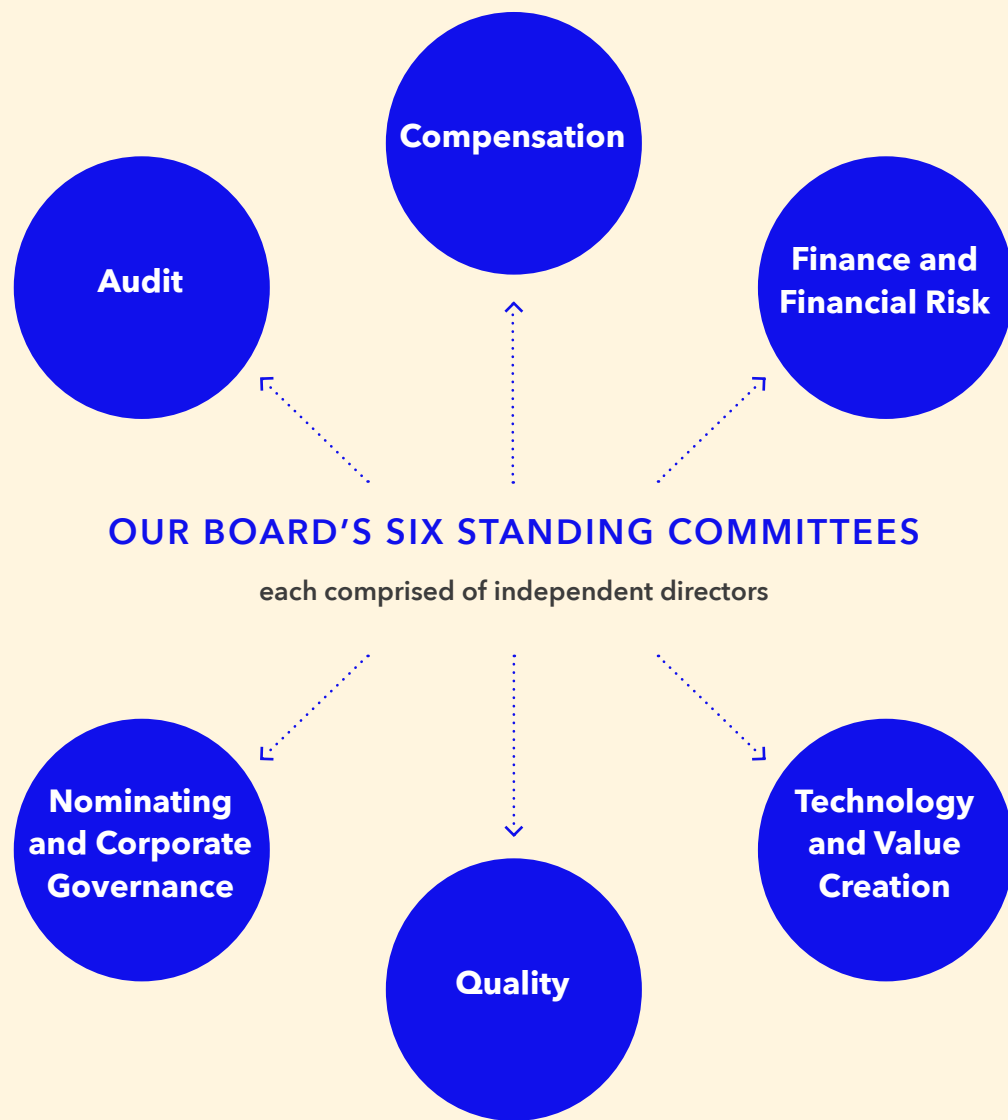 Compensation
Audit
Finance and
Financial Risk
OUR BOARD’S SIX STANDING COMMITTEES
each comprised of independent directors
Nominating
and Corporate
Governance
Technology
and Value
Creation
Quality